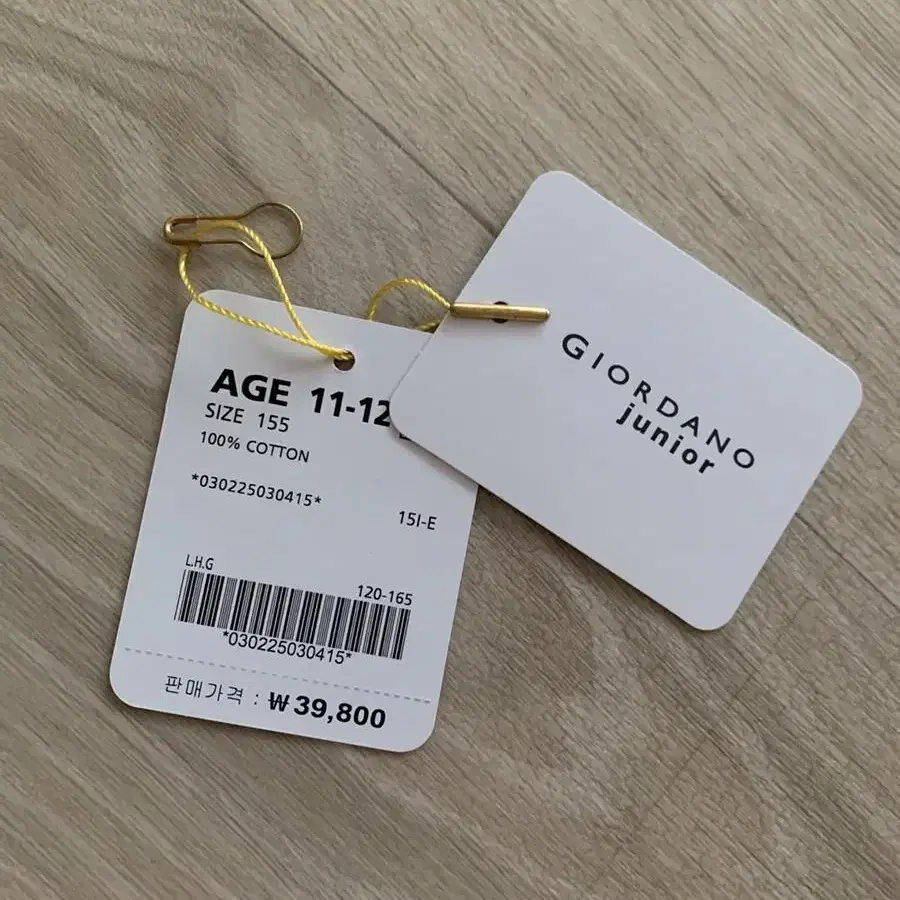 AGE 11-12
SIZE 155
100% COTTON
*030225030415*
15I-E
L.H.G
120-165
*030225030415*
판매가격 : ₩39,800
GIORDANO
junior